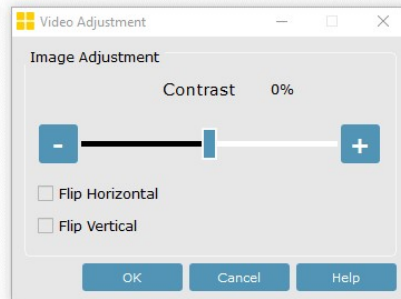 Video Adjustment
Image Adjustment
Contrast 0%
- +
Flip Horizontal
Flip Vertical
OK Cancel Help